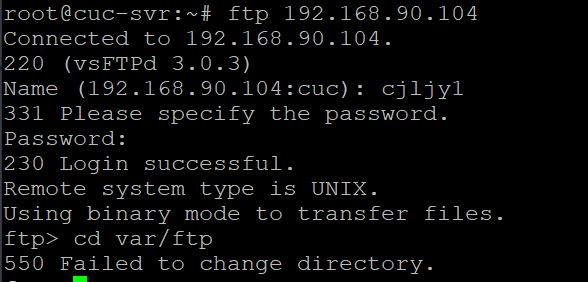 root@cuc-svr:~# ftp 192.168.90.104
Connected to 192.168.90.104.
220 (vsFTPd 3.0.3)
Name (192.168.90.104:cuc): cjljy1
331 Please specify the password.
Password:
230 Login successful.
Remote system type is UNIX.
Using binary mode to transfer files.
ftp> cd var/ftp
550 Failed to change directory.